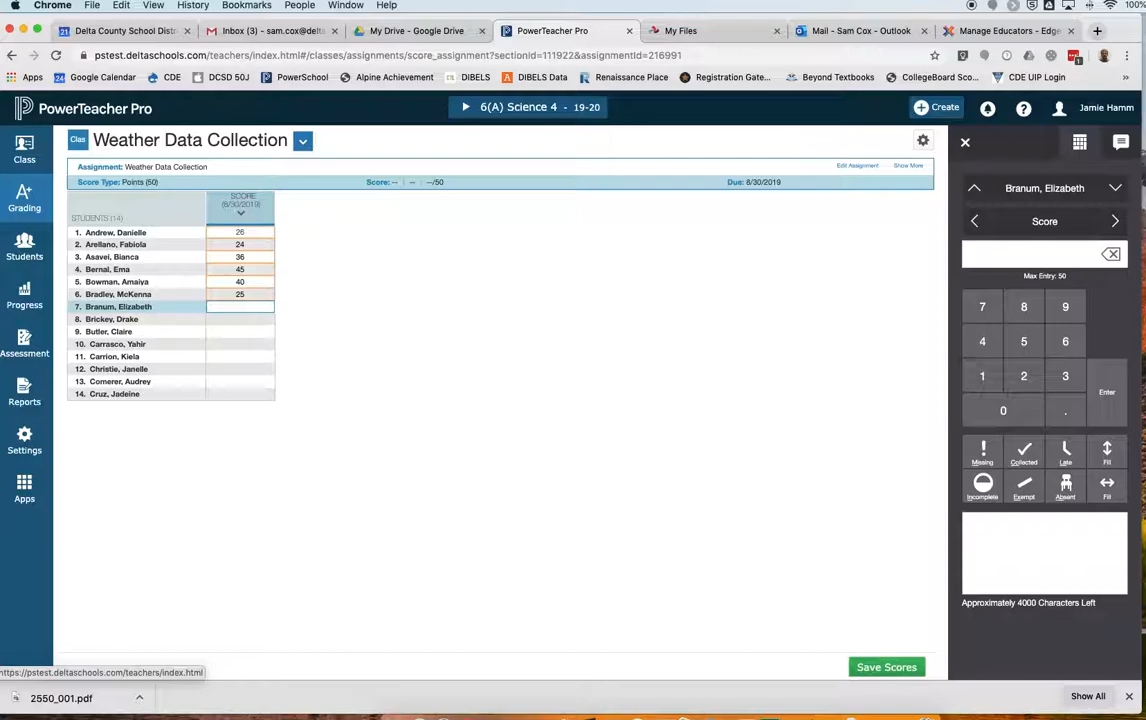 Chrome File Edit View History Bookmarks People Window Help 100%
Delta County School Distri
Inbox (3) - sam.cox@delta
My Drive - Google Drive
PowerTeacher Pro
My Files
Mail - Sam Cox - Outlook
Manage Educators - Edge
pstest.deltaschools.com/teachers/index.html#/classes/assignments/score_assignment?sectionId=111922&assignmentId=216991
Apps Google Calendar CDE DCSD 50J PowerSchool Alpine Achievement DIBELS DIBELS Data Renaissance Place Registration Gate... Beyond Textbooks CollegeBoard Sco... CDE UIP Login
PowerTeacher Pro
6(A) Science 4 - 19-20
Create
Jamie Hamm
Class
Grading
Students
Progress
Assessment
Reports
Settings
Apps
Clas Weather Data Collection
Assignment: Weather Data Collection
Edit Assignment Show More
Score Type: Points (50) Score: -- | -- | --/50 Due: 8/30/2019
STUDENTS (14)
SCORE
(8/30/2019)
1. Andrew, Danielle 26
2. Arellano, Fabiola 24
3. Asavei, Bianca 36
4. Bernal, Ema 45
5. Bowman, Amaiya 40
6. Bradley, McKenna 25
7. Branum, Elizabeth
8. Brickey, Drake
9. Butler, Claire
10. Carrasco, Yahir
11. Carrion, Kiela
12. Christie, Janelle
13. Comerer, Audrey
14. Cruz, Jadeine
Branum, Elizabeth
Score
Max Entry: 50
7 8 9
4 5 6
1 2 3
Enter
0 .
Missing Collected Late Fill
Incomplete Exempt Absent Fill
Approximately 4000 Characters Left
Save Scores
https://pstest.deltaschools.com/teachers/index.html
2550_001.pdf
Show All